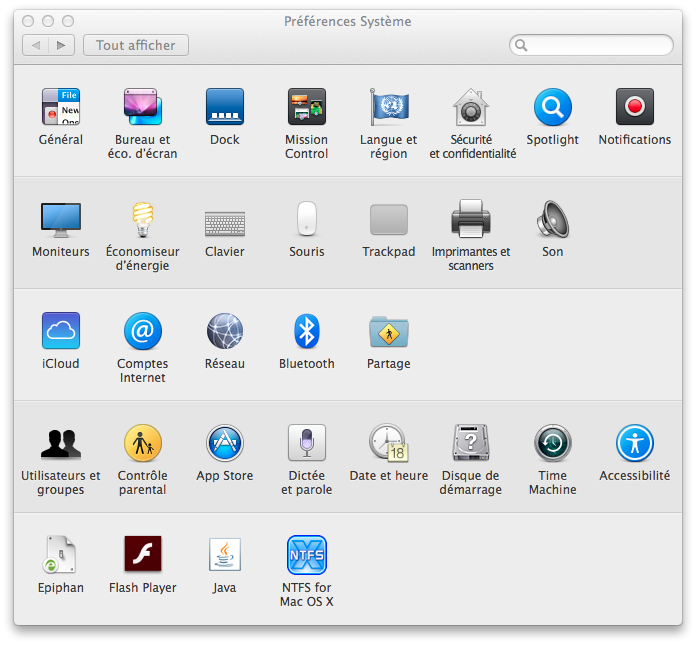 Préférences Système
Tout afficher
File
New
Général
Bureau et
éco. d'écran
Dock
Mission
Control
Langue et
région
Sécurité
et confidentialité
Spotlight
Notifications
Moniteurs
Économiseur
d'énergie
Clavier
Souris
Trackpad
Imprimantes et
scanners
Son
iCloud
@
Comptes
Internet
Réseau
Bluetooth
Partage
Utilisateurs et
groupes
Contrôle
parental
App Store
Dictée
et parole
18
Date et heure
?
Disque de
démarrage
Time
Machine
Accessibilité
Epiphan
Flash Player
Java
NTFS
NTFS for
Mac OS X